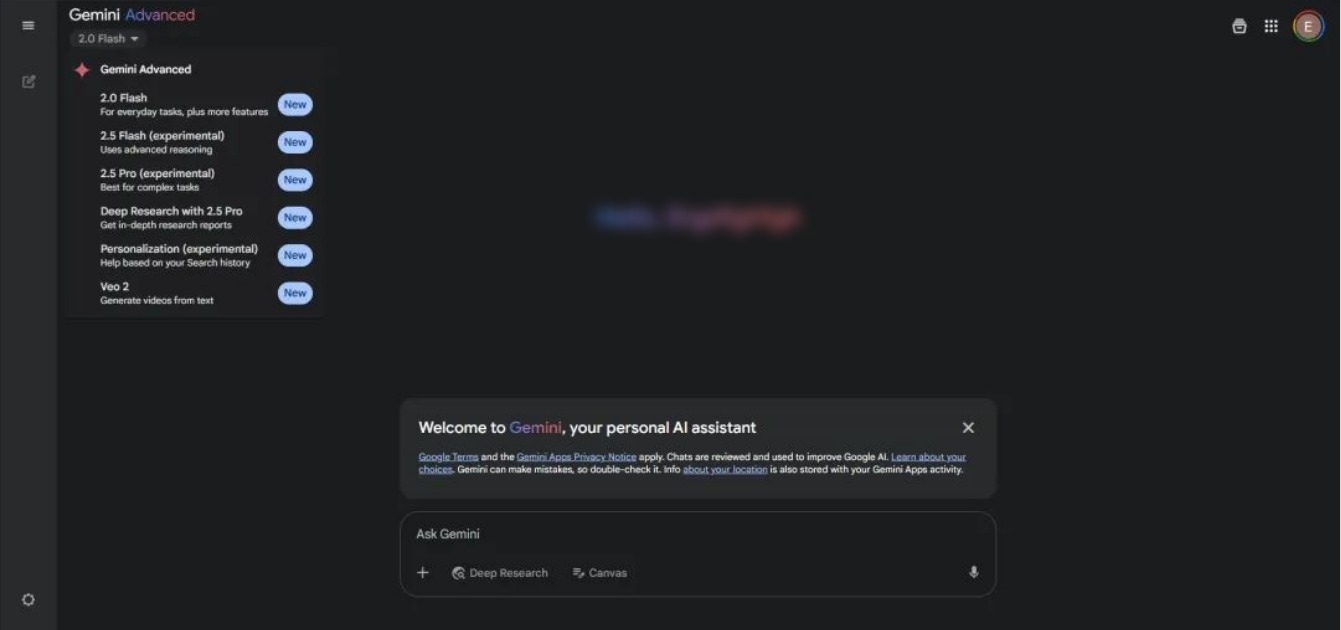 Gemini Advanced
2.0 Flash
E
Gemini Advanced
2.0 Flash
For everyday tasks, plus more features
New
2.5 Flash (experimental)
Uses advanced reasoning
New
2.5 Pro (experimental)
Best for complex tasks
New
Deep Research with 2.5 Pro
Get in-depth research reports
New
Personalization (experimental)
Help based on your Search history
New
Veo 2
Generate videos from text
New
Welcome to Gemini, your personal AI assistant
Google Terms and the Gemini Apps Privacy Notice apply. Chats are reviewed and used to improve Google AI. Learn about your
choices. Gemini can make mistakes, so double-check it. Info about your location is also stored with your Gemini Apps activity.
Ask Gemini
Deep Research
Canvas